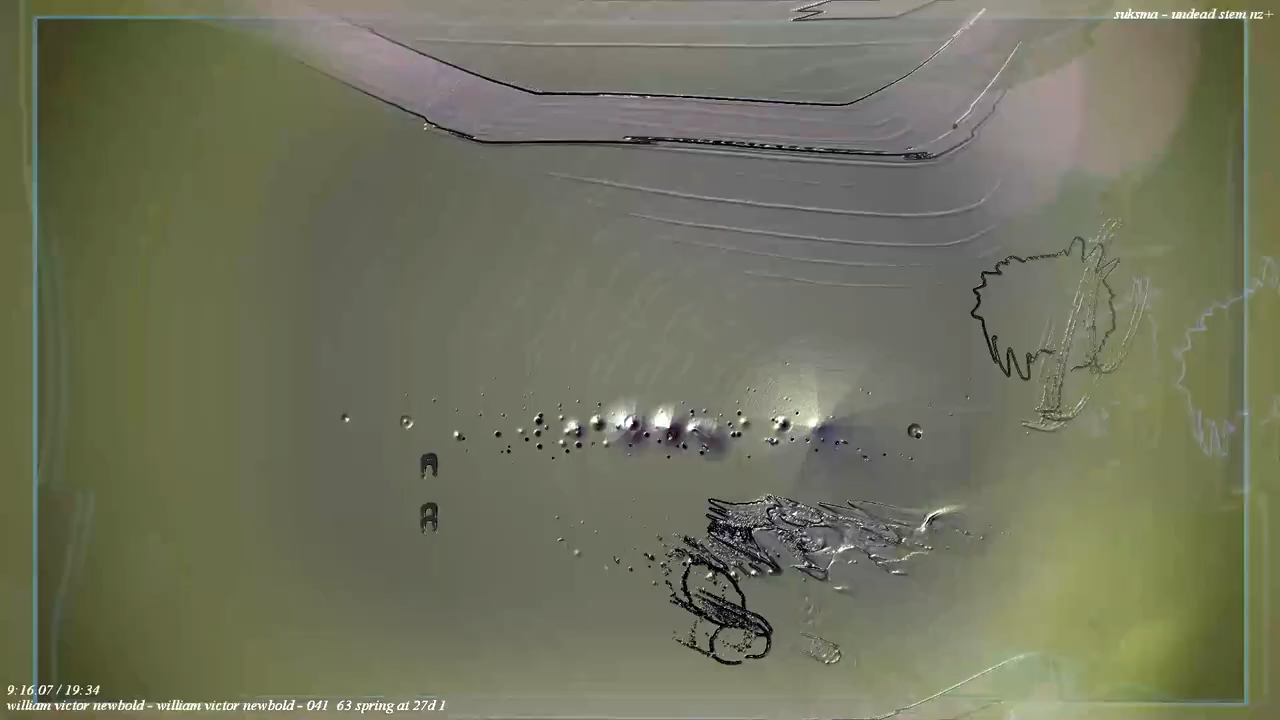 suksma - undead stem nz+
9:16.07 / 19:34
william victor newbold - william victor newbold - 041 63 spring at 27d 1